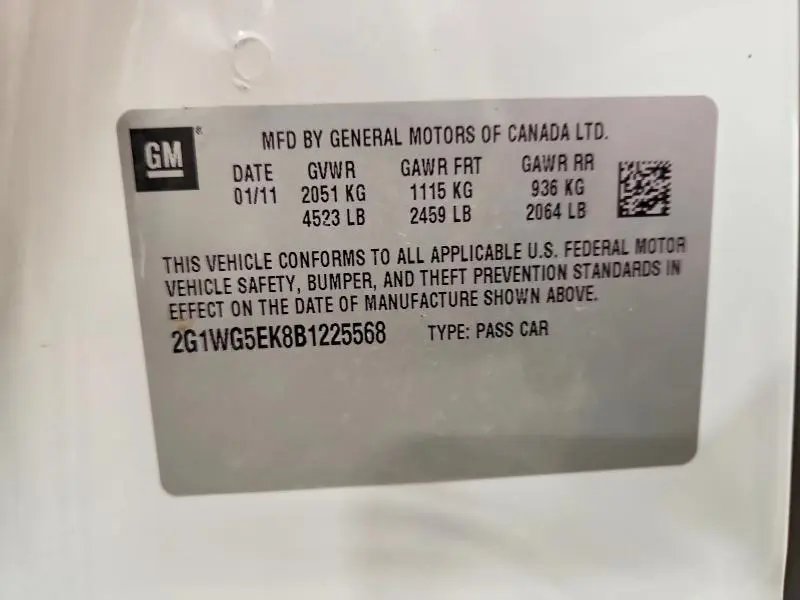 GM®
MFD BY GENERAL MOTORS OF CANADA LTD.
DATE GVWR GAWR FRT GAWR RR
01/11 2051 KG 1115 KG 936 KG
4523 LB 2459 LB 2064 LB
THIS VEHICLE CONFORMS TO ALL APPLICABLE U.S. FEDERAL MOTOR
VEHICLE SAFETY, BUMPER, AND THEFT PREVENTION STANDARDS IN
EFFECT ON THE DATE OF MANUFACTURE SHOWN ABOVE.
2G1WG5EK8B1225568 TYPE: PASS CAR